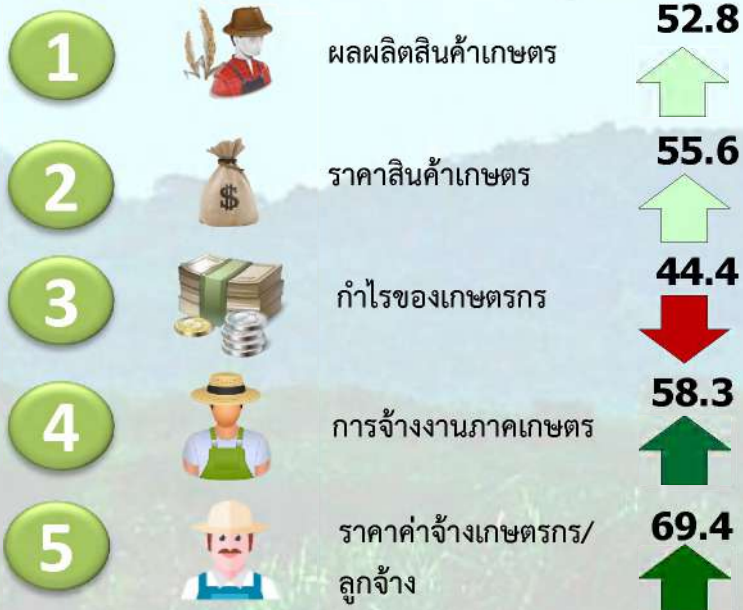 1 ผลผลิตสินค้าเกษตร 52.8
2 $ ราคาสินค้าเกษตร 55.6
3 กำไรของเกษตรกร 44.4
4 การจ้างงานภาคเกษตร 58.3
5 ราคาค่าจ้างเกษตรกร/ 69.4
ลูกจ้าง